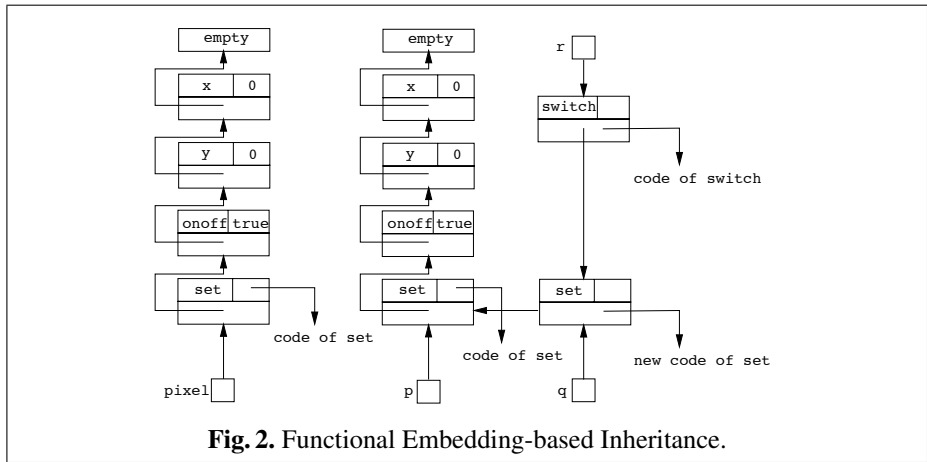 empty
empty
r
x 0
x 0
switch
y 0
y 0
code of switch
onoff true
onoff true
set
set
set
code of set
code of set
new code of set
pixel
p
q
Fig. 2. Functional Embedding-based Inheritance.